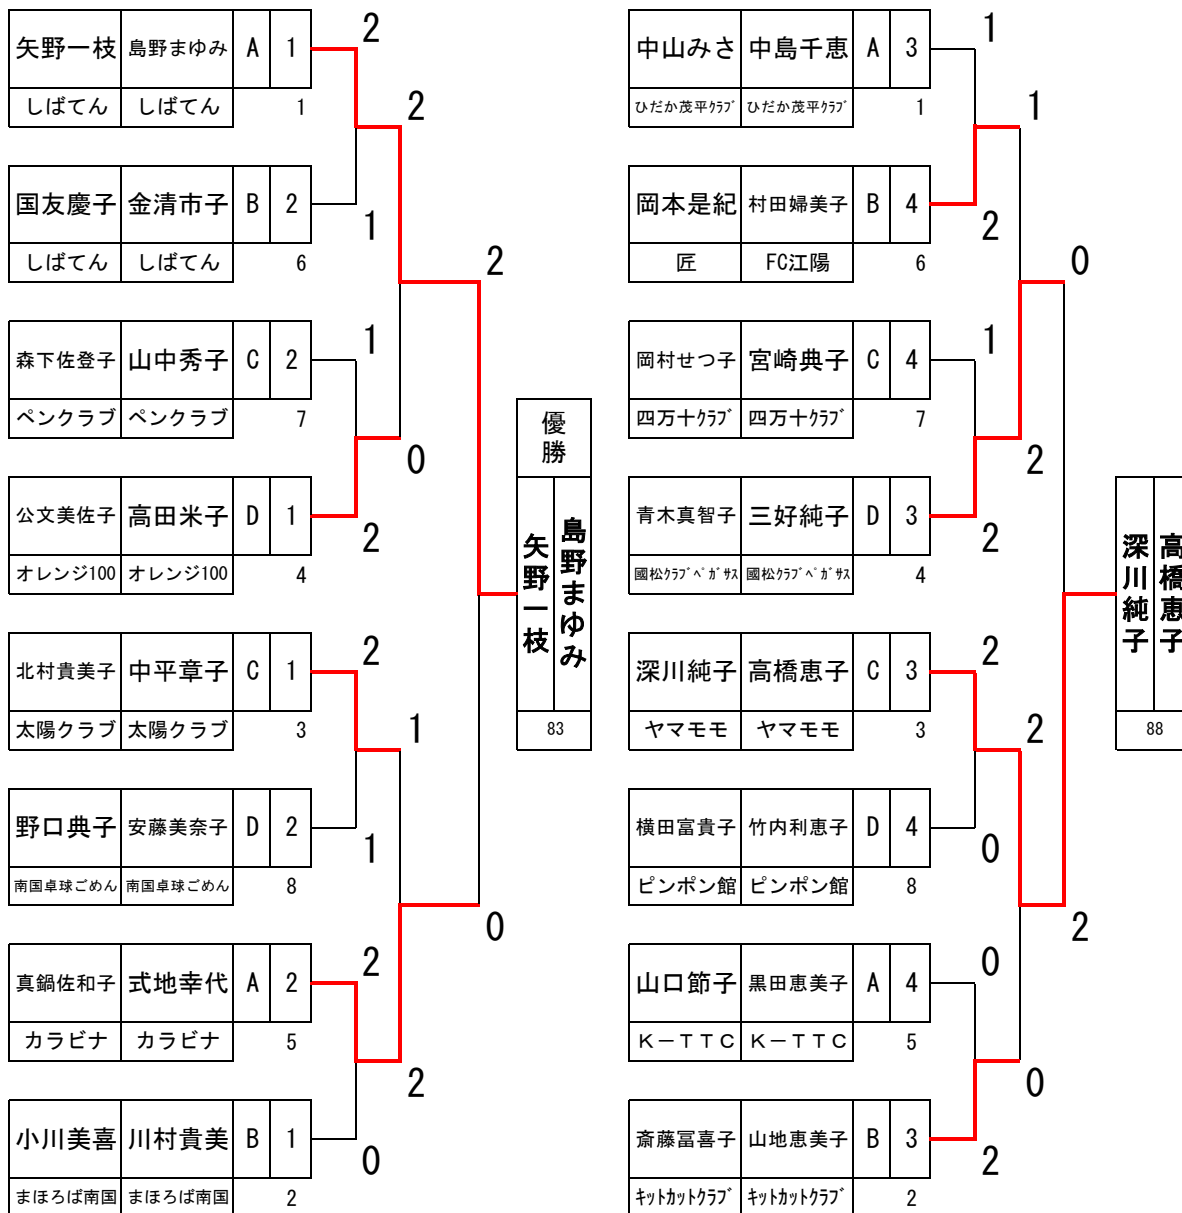 矢野一枝 島野まゆみ A 1
しばてん しばてん 1
2
2
国友慶子 金清市子 B 2
しばてん しばてん 6
1
2
森下佐登子 山中秀子 C 2
ペンクラブ ペンクラブ 7
1
0
公文美佐子 高田米子 D 1
オレンジ100 オレンジ100 4
2
優勝
矢野一枝
島野まゆみ
83
北村貴美子 中平章子 C 1
太陽クラブ 太陽クラブ 3
2
1
野口典子 安藤美奈子 D 2
南国卓球ごめん 南国卓球ごめん 8
1
0
真鍋佐和子 式地幸代 A 2
カラビナ カラビナ 5
2
2
小川美喜 川村貴美 B 1
まほろば南国 まほろば南国 2
0
中山みさ 中島千恵 A 3
ひだか茂平クラブ ひだか茂平クラブ 1
1
1
岡本是紀 村田婦美子 B 4
匠 FC江陽 6
2
0
岡村せつ子 宮崎典子 C 4
四万十クラブ 四万十クラブ 7
1
2
青木真智子 三好純子 D 3
國松クラブペガサス 國松クラブペガサス 4
2
深川純子
高橋恵子
88
深川純子 高橋恵子 C 3
ヤマモモ ヤマモモ 3
2
2
横田富貴子 竹内利恵子 D 4
ピンポン館 ピンポン館 8
0
2
山口節子 黒田恵美子 A 4
K－TTC K－TTC 5
0
0
斎藤冨喜子 山地恵美子 B 3
キットカットクラブ キットカットクラブ 2
2